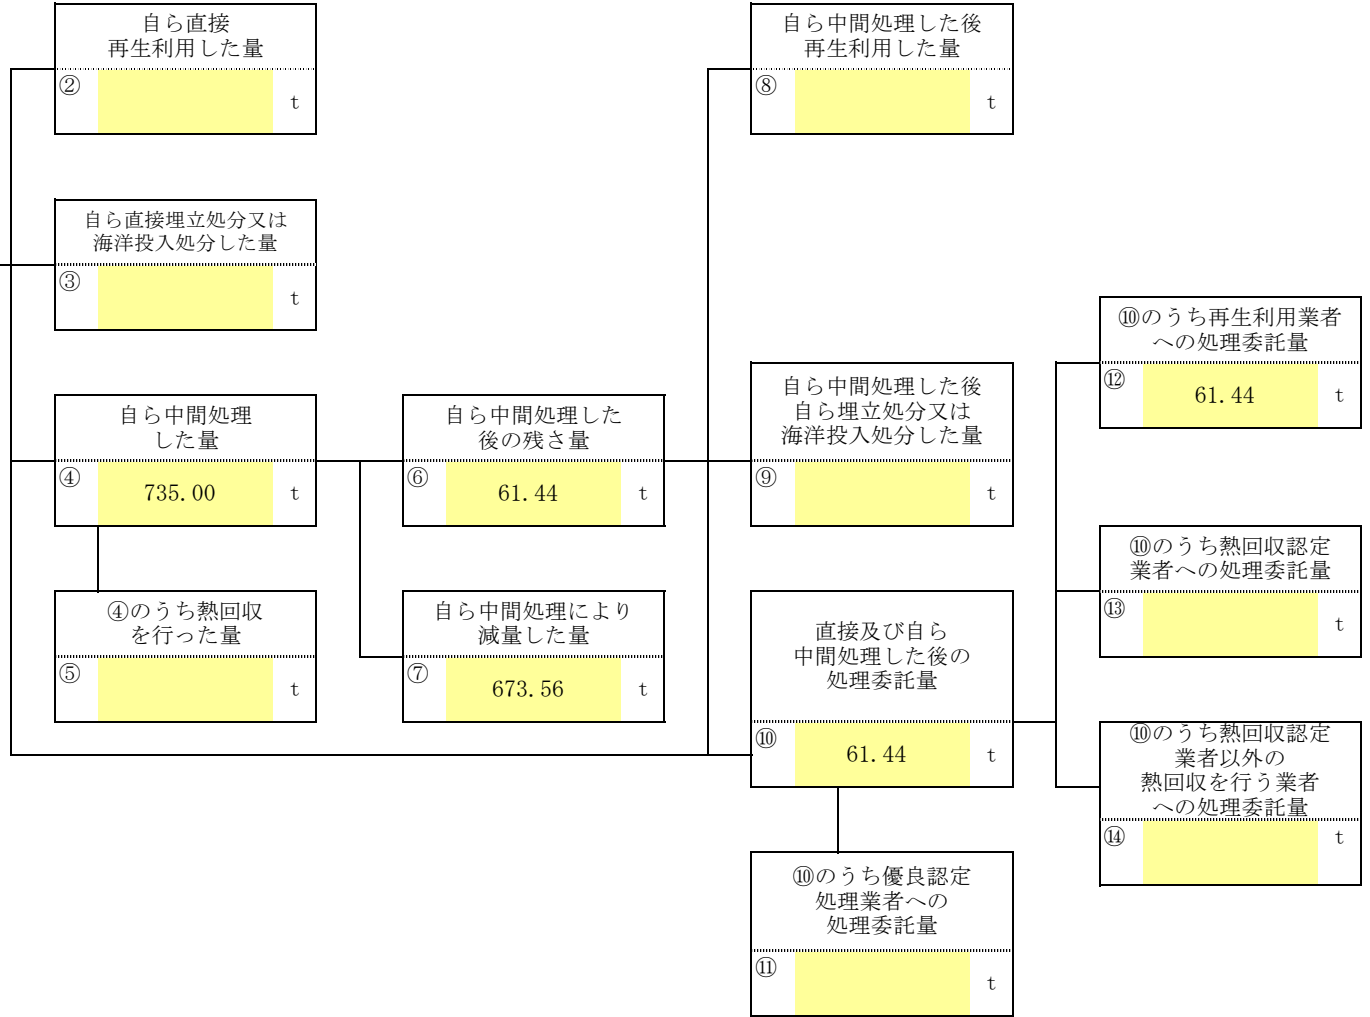 自ら直接
再生利用した量
②
t
自ら中間処理した後
再生利用した量
⑧
t
自ら直接埋立処分又は
海洋投入処分した量
③
t
⑩のうち再生利用業者
への処理委託量
⑫
61.44
t
自ら中間処理
した量
④
735.00
t
自ら中間処理した
後の残さ量
⑥
61.44
t
自ら中間処理した後
自ら埋立処分又は
海洋投入処分した量
⑨
t
⑩のうち熱回収認定
業者への処理委託量
⑬
t
④のうち熱回収
を行った量
⑤
t
自ら中間処理により
減量した量
⑦
673.56
t
直接及び自ら
中間処理した後の
処理委託量
⑩
61.44
t
⑩のうち熱回収認定
業者以外の
熱回収を行う業者
への処理委託量
⑭
t
⑩のうち優良認定
処理業者への
処理委託量
⑪
t